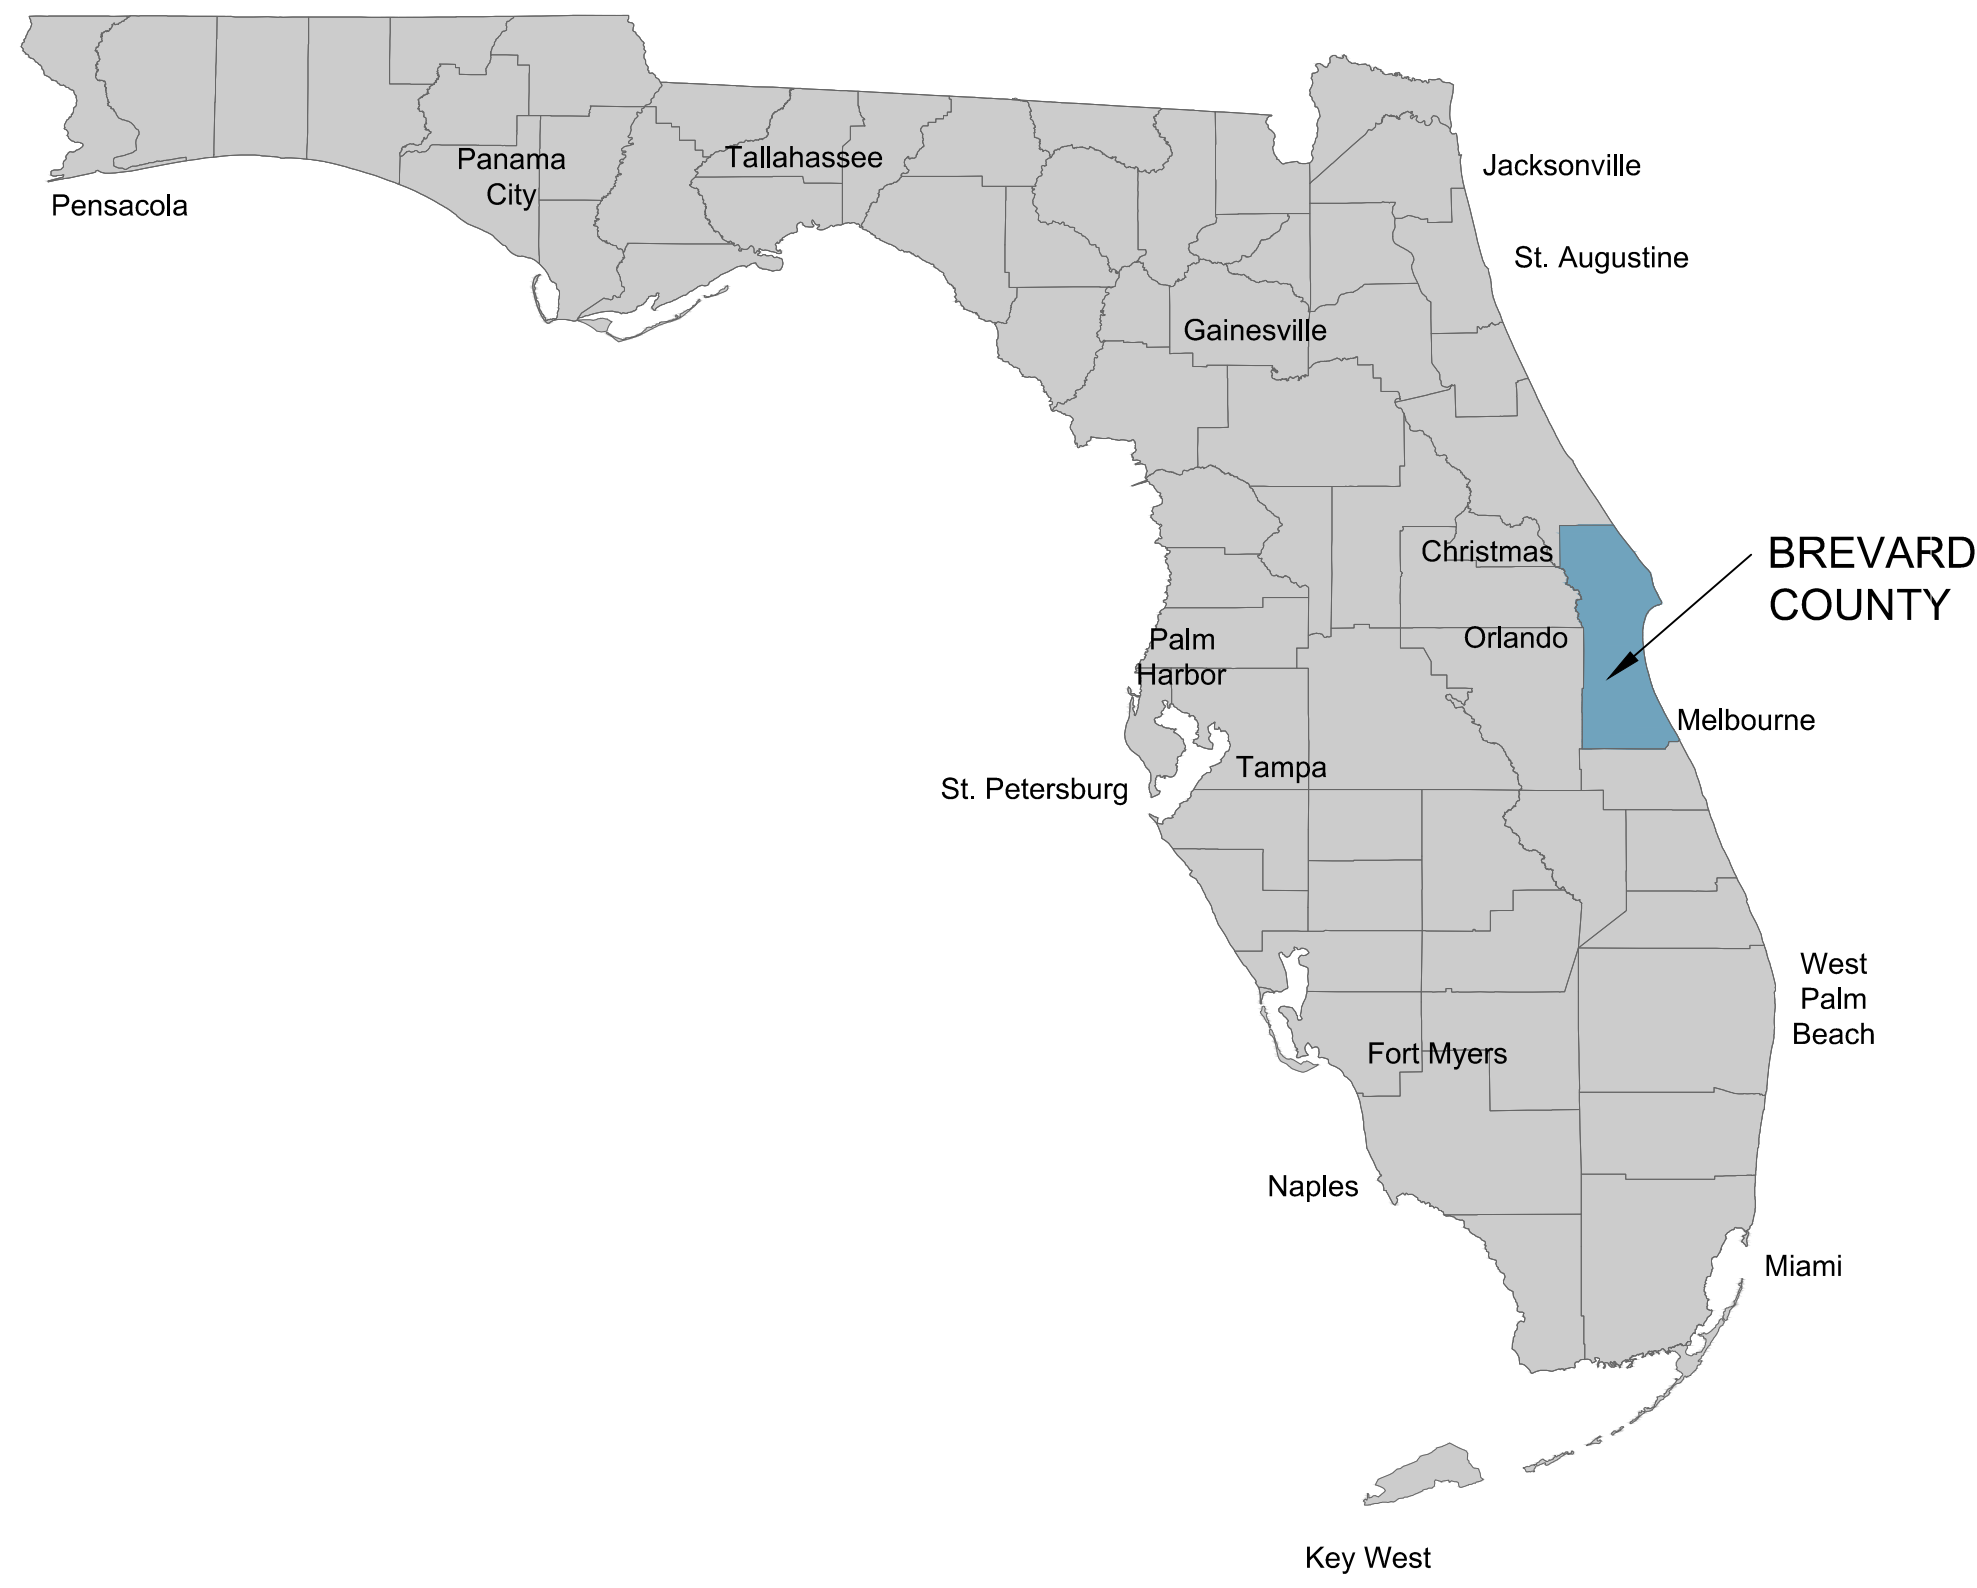 Panama
City
Tallahassee
Jacksonville
Pensacola
St. Augustine
Gainesville
Christmas
BREVARD
COUNTY
Palm
Harbor
Orlando
Melbourne
Tampa
St. Petersburg
West
Palm
Beach
Fort Myers
Naples
Miami
Key West